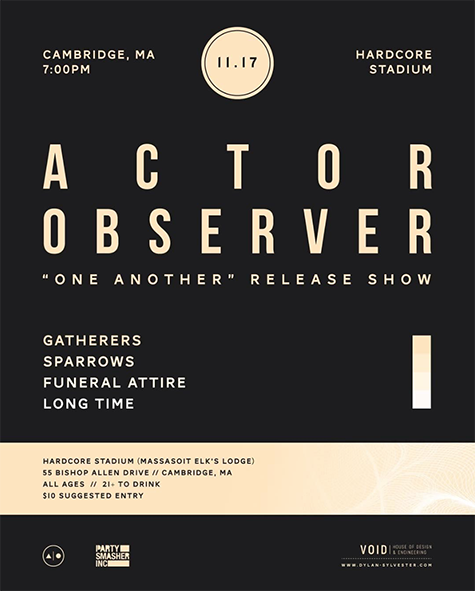 CAMBRIDGE, MA
7:00PM
11.17
HARDCORE
STADIUM
ACTOR
OBSERVER
“ONE ANOTHER” RELEASE SHOW
GATHERERS
SPARROWS
FUNERAL ATTIRE
LONG TIME
HARDCORE STADIUM (MASSASOIT ELK'S LODGE)
55 BISHOP ALLEN DRIVE // CAMBRIDGE, MA
ALL AGES // 21+ TO DRINK
$10 SUGGESTED ENTRY
PARTY
SMASHER
INC
VOID
HOUSE OF DESIGN
& ENGINEERING
WWW.DYLAN-SYLVESTER.COM